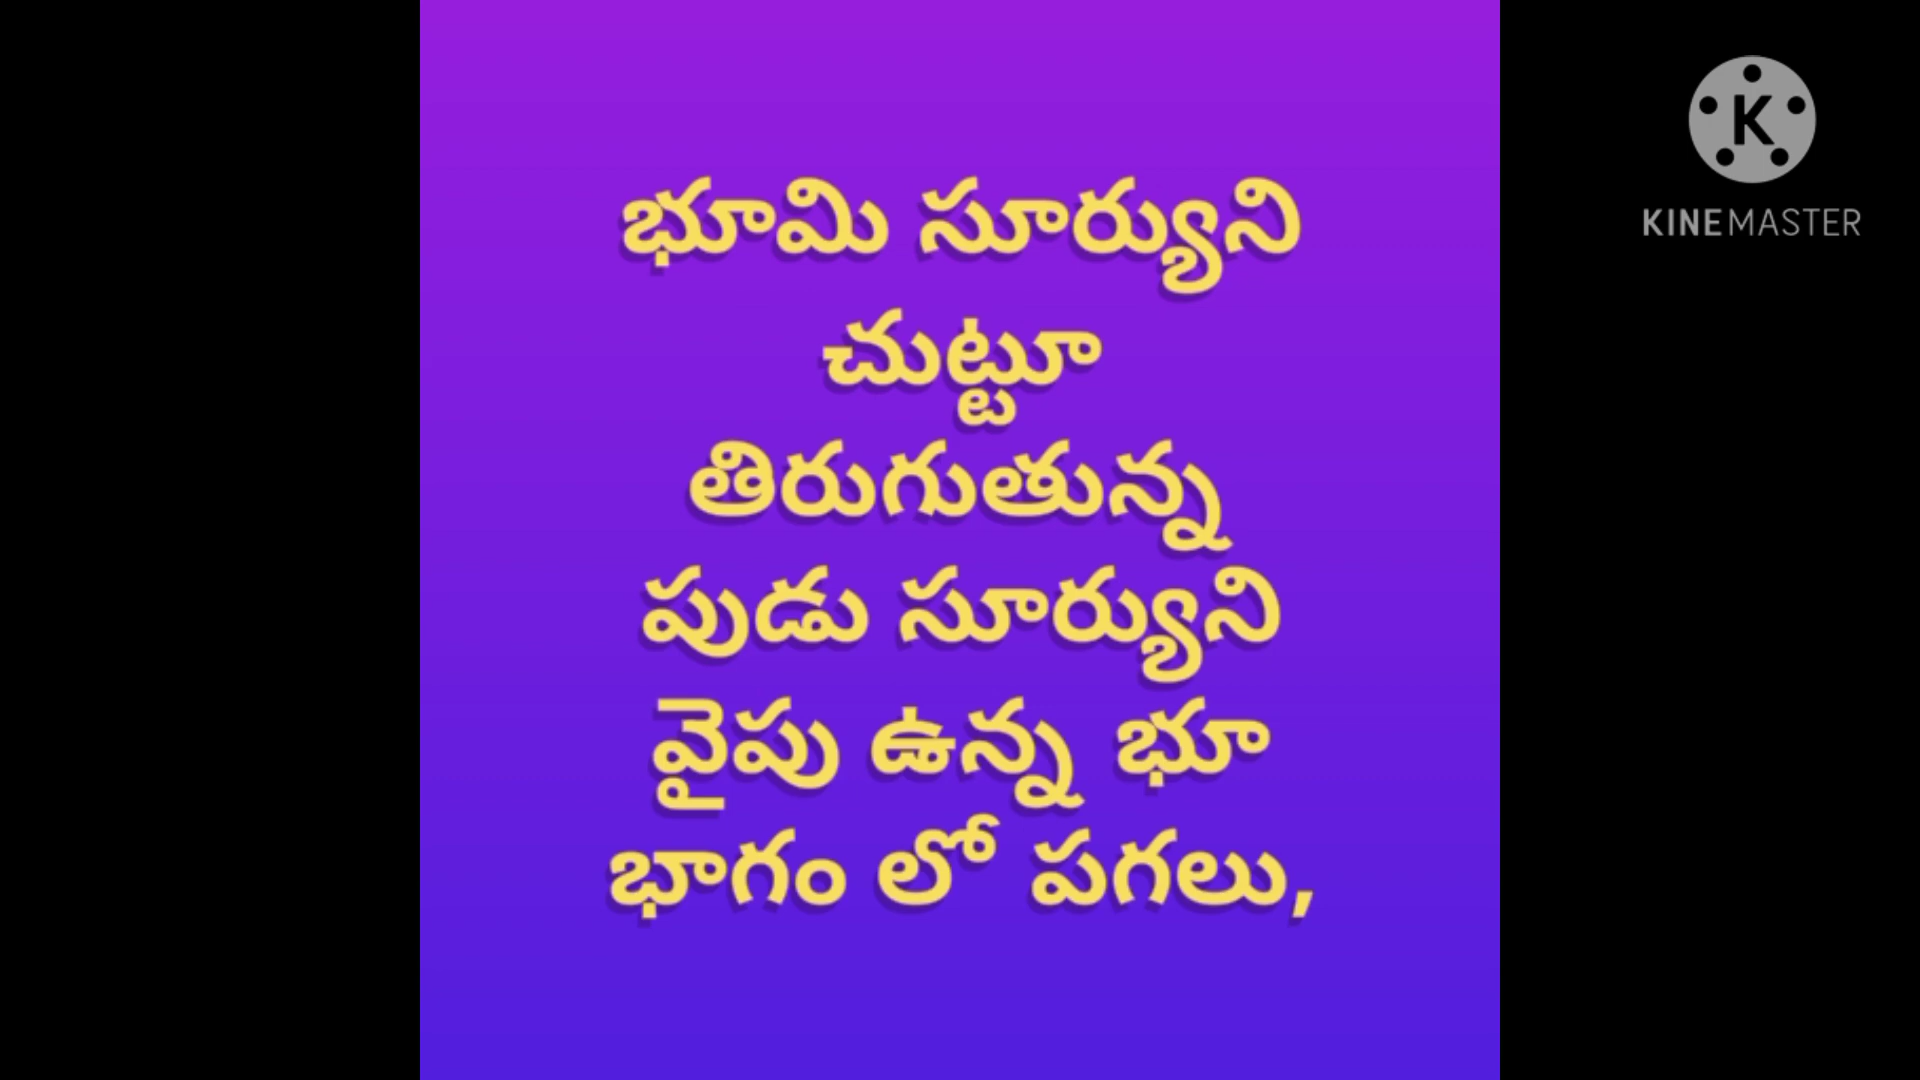 భూమి సూర్యుని
చుట్టూ
తిరుగుతున్న
పుడు సూర్యుని
వైపు ఉన్న భూ
భాగం లో పగలు,
K
KINEMASTER